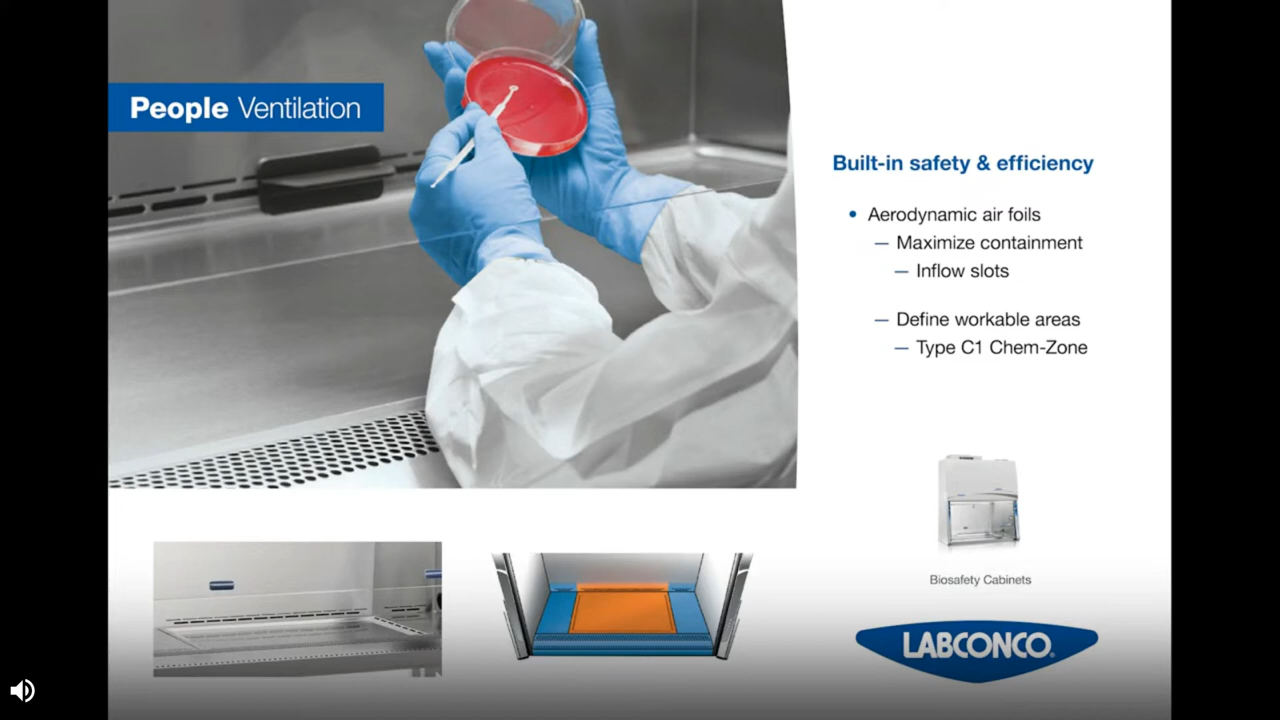 People Ventilation
Built-in safety & efficiency
• Aerodynamic air foils
— Maximize containment
— Inflow slots
— Define workable areas
— Type C1 Chem-Zone
Biosafety Cabinets
LABCONCO®